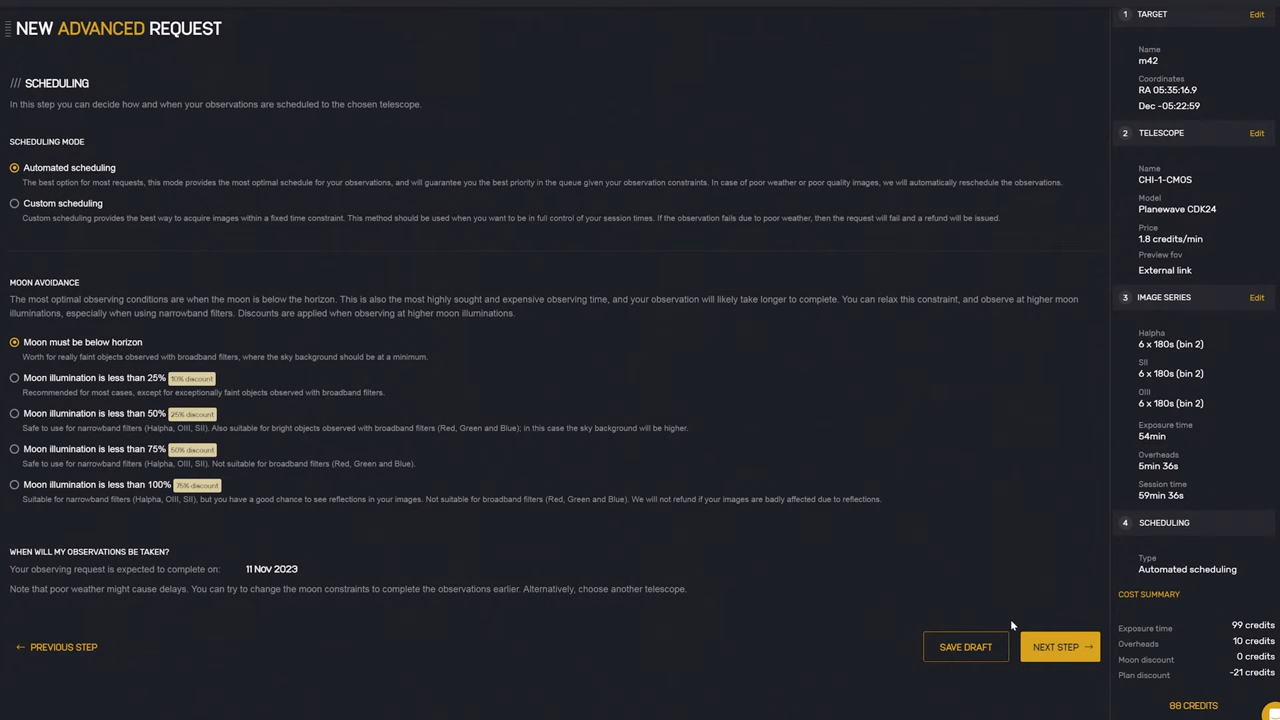 NEW ADVANCED REQUEST
/// SCHEDULING
In this step you can decide how and when your observations are scheduled to the chosen telescope.
SCHEDULING MODE
Automated scheduling
The best option for most requests, this mode provides the most optimal schedule for your observations, and will guarantee you the best priority in the queue given your observation constraints. In case of poor weather or poor quality images, we will automatically reschedule the observations.
Custom scheduling
Custom scheduling provides the best way to acquire images within a fixed time constraint. This method should be used when you want to be in full control of your session times. If the observation fails due to poor weather, then the request will fail and a refund will be issued.
MOON AVOIDANCE
The most optimal observing conditions are when the moon is below the horizon. This is also the most highly sought and expensive observing time, and your observation will likely take longer to complete. You can relax this constraint, and observe at higher moon
illuminations, especially when using narrowband filters. Discounts are applied when observing at higher moon illuminations.
Moon must be below horizon
Worth for really faint objects observed with broadband filters, where the sky background should be at a minimum.
Moon illumination is less than 25% 10% discount
Recommended for most cases, except for exceptionally faint objects observed with broadband filters.
Moon illumination is less than 50% 25% discount
Safe to use for narrowband filters (Halpha, OIII, SII). Also suitable for bright objects observed with broadband filters (Red, Green and Blue); in this case the sky background will be higher.
Moon illumination is less than 75% 50% discount
Safe to use for narrowband filters (Halpha, OIII, SII). Not suitable for broadband filters (Red, Green and Blue).
Moon illumination is less than 100% 75% discount
Suitable for narrowband filters (Halpha, OIII, SII), but you have a good chance to see reflections in your images. Not suitable for broadband filters (Red, Green and Blue). We will not refund if your images are badly affected due to reflections.
WHEN WILL MY OBSERVATIONS BE TAKEN?
Your observing request is expected to complete on: 11 Nov 2023
Note that poor weather might cause delays. You can try to change the moon constraints to complete the observations earlier. Alternatively, choose another telescope.
← PREVIOUS STEP
SAVE DRAFT
NEXT STEP →
1 TARGET Edit
Name
m42
Coordinates
RA 05:35:16.9
Dec -05:22:59
2 TELESCOPE Edit
Name
CHI-1-CMOS
Model
Planewave CDK24
Price
1.8 credits/min
Preview fov
External link
3 IMAGE SERIES Edit
Halpha
6 x 180s (bin 2)
SII
6 x 180s (bin 2)
OIII
6 x 180s (bin 2)
Exposure time
54min
Overheads
5min 36s
Session time
59min 36s
4 SCHEDULING
Type
Automated scheduling
COST SUMMARY
Exposure time 99 credits
Overheads 10 credits
Moon discount 0 credits
Plan discount -21 credits
88 CREDITS